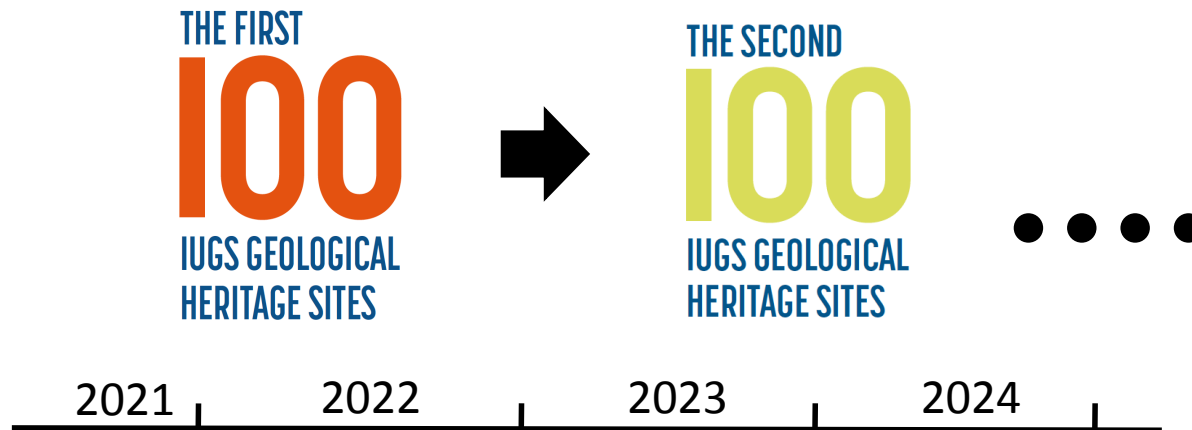 THE FIRST
100
IUGS GEOLOGICAL
HERITAGE SITES
THE SECOND
100
IUGS GEOLOGICAL
HERITAGE SITES
2021
2022
2023
2024